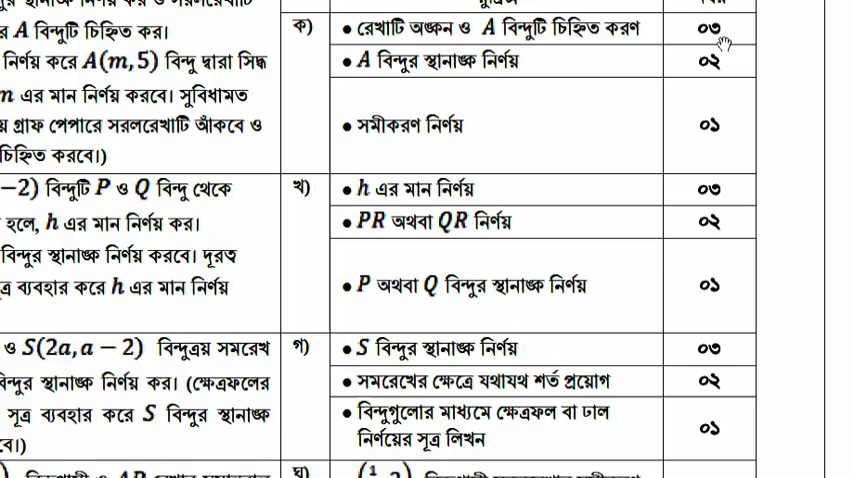 ক) • রেখাটি অঙ্কন ও A বিন্দুটি চিহ্নিত করণ ০৩
র A বিন্দুটি চিহ্নিত কর।
নির্ণয় করে A(m, 5) বিন্দু দ্বারা সিদ্ধ • A বিন্দুর স্থানাঙ্ক নির্ণয় ০২
m এর মান নির্ণয় করবে। সুবিধামত
য় গ্রাফ পেপারে সরলরেখাটি আঁকবে ও • সমীকরণ নির্ণয় ০১
চিহ্নিত করবে।)
−2) বিন্দুটি P ও Q বিন্দু থেকে খ) • h এর মান নির্ণয় ০৩
হলে, h এর মান নির্ণয় কর। • PR অথবা QR নির্ণয় ০২
বিন্দুর স্থানাঙ্ক নির্ণয় করবে। দূরত্ব
ত্র ব্যবহার করে h এর মান নির্ণয় • P অথবা Q বিন্দুর স্থানাঙ্ক নির্ণয় ০১
ও S(2a, a − 2) বিন্দুত্রয় সমরেখ গ) • S বিন্দুর স্থানাঙ্ক নির্ণয় ০৩
বিন্দুর স্থানাঙ্ক নির্ণয় কর। (ক্ষেত্রফলের • সমরেখের ক্ষেত্রে যথাযথ শর্ত প্রয়োগ ০২
সূত্র ব্যবহার করে S বিন্দুর স্থানাঙ্ক • বিন্দুগুলোর মাধ্যমে ক্ষেত্রফল বা ঢাল ০১
বে।) নির্ণয়ের সূত্র লিখন
ঘ)